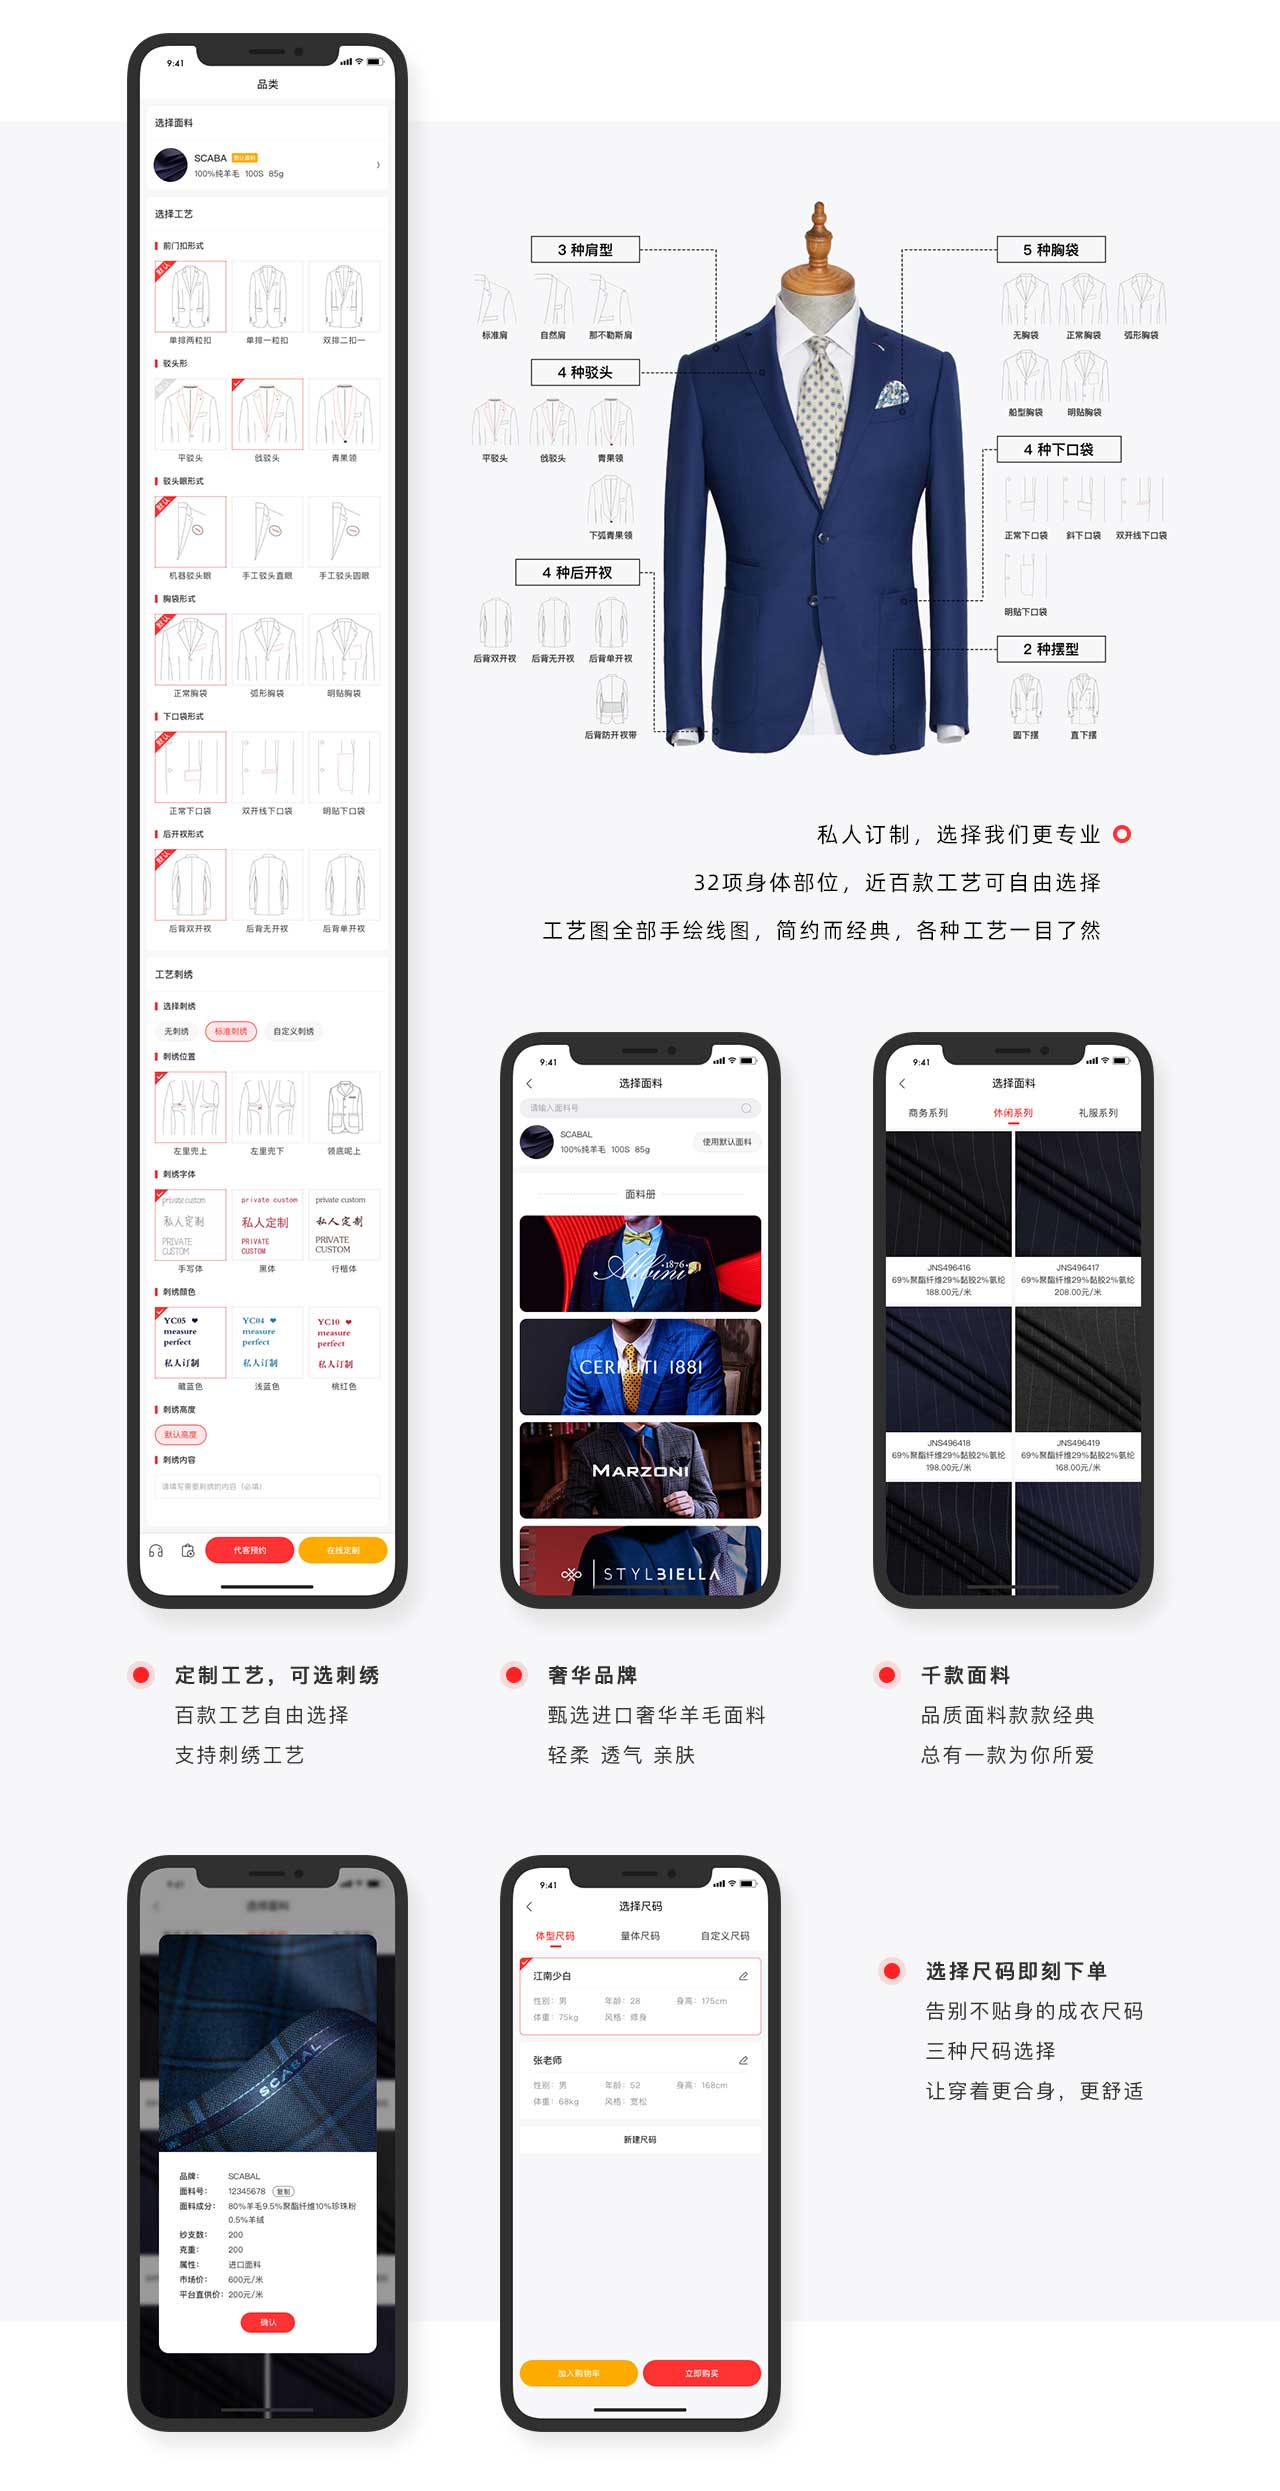 9:41
品类
选择面料
SCABA 默认面料
100%纯羊毛 100S 85g
选择工艺
前门扣形式
默认
单排两粒扣 单排一粒扣 双排二扣一
驳头形
平驳头 戗驳头 青果领
驳头眼形式
默认
机器驳头眼 手工驳头直眼 手工驳头圆眼
胸袋形式
默认
正常胸袋 弧形胸袋 明贴胸袋
下口袋形式
默认
正常下口袋 双开线下口袋 明贴下口袋
后开衩形式
默认
后背双开衩 后背无开衩 后背单开衩
工艺刺绣
选择刺绣
无刺绣 标准刺绣 自定义刺绣
刺绣位置
左里兜上 左里兜下 领底呢上
刺绣字体
private custom private custom private custom
私人定制 私人定制 私人定制
PRIVATE CUSTOM PRIVATE CUSTOM PRIVATE CUSTOM
手写体 黑体 行楷体
刺绣颜色
YC05 YC04 YC10
measure measure measure
perfect perfect perfect
私人订制 私人订制 私人订制
藏蓝色 浅蓝色 桃红色
刺绣高度
默认高度
刺绣内容
请填写需要刺绣的内容（必填）
代客预约 在线定制
3 种肩型
标准肩 自然肩 那不勒斯肩
4 种驳头
平驳头 戗驳头 青果领
下弧青果领
4 种后开衩
后背双开衩 后背无开衩 后背单开衩
后背防开衩带
5 种胸袋
无胸袋 正常胸袋 弧形胸袋
船型胸袋 明贴胸袋
4 种下口袋
正常下口袋 斜下口袋 双开线下口袋
明贴下口袋
2 种摆型
圆下摆 直下摆
私人订制，选择我们更专业
32项身体部位，近百款工艺可自由选择
工艺图全部手绘线图，简约而经典，各种工艺一目了然
9:41
选择面料
请输入面料号
SCABAL
100%纯羊毛 100S 85g
使用默认面料
面料册
·1876·
Albini
CERRUTI 1881
MARZONI
STYLBIELLA
9:41
选择面料
商务系列 休闲系列 礼服系列
JNS496416 JNS496417
69%聚酯纤维29%黏胶2%氨纶 69%聚酯纤维29%黏胶2%氨纶
188.00元/米 208.00元/米
JNS496418 JNS496419
69%聚酯纤维29%黏胶2%氨纶 69%聚酯纤维29%黏胶2%氨纶
198.00元/米 168.00元/米
定制工艺，可选刺绣
百款工艺自由选择
支持刺绣工艺
奢华品牌
甄选进口奢华羊毛面料
轻柔 透气 亲肤
千款面料
品质面料款款经典
总有一款为你所爱
SCABAL
品牌： SCABAL
面料号： 12345678 复制
面料成分： 80%羊毛9.5%聚酯纤维10%珍珠粉
0.5%羊绒
纱支数： 200
克重： 200
属性： 进口面料
市场价： 600元/米
平台直供价： 200元/米
确认
9:41
选择尺码
体型尺码 量体尺码 自定义尺码
江南少白
性别：男 年龄：28 身高：175cm
体重：75kg 风格：修身
张老师
性别：男 年龄：52 身高：168cm
体重：68kg 风格：宽松
新建尺码
加入购物车 立即购买
选择尺码即刻下单
告别不贴身的成衣尺码
三种尺码选择
让穿着更合身，更舒适